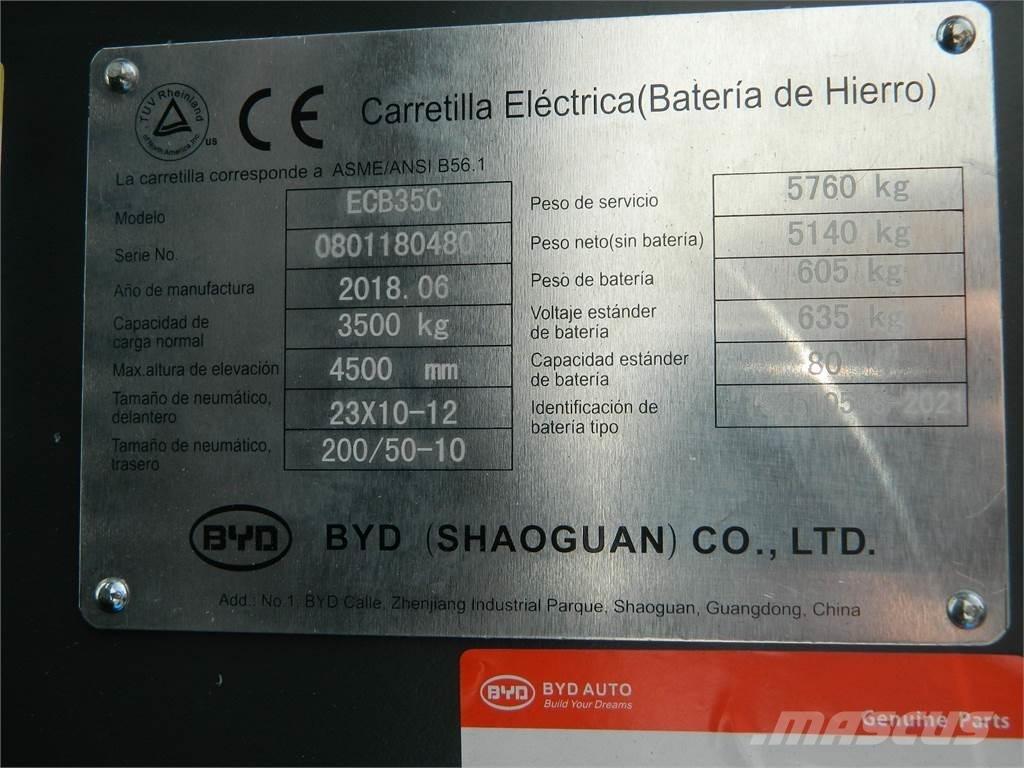 TÜV Rheinland
of North America, Inc.
US
CE
Carretilla Eléctrica(Batería de Hierro)
La carretilla corresponde a ASME/ANSI B56.1
Modelo ECB35C
Serie No. 0801180480
Año de manufactura 2018.06
Capacidad de
carga normal 3500 kg
Max.altura de elevación 4500 mm
Tamaño de neumático,
delantero 23X10-12
Tamaño de neumático,
trasero 200/50-10
Peso de servicio 5760 kg
Peso neto(sin batería) 5140 kg
Peso de batería 605 kg
Voltaje estánder
de batería 635 kg
Capacidad estánder
de batería 80
Identificación de
batería tipo
BYD BYD (SHAOGUAN) CO., LTD.
Add.: No.1, BYD Calle, Zhenjiang Industrial Parque, Shaoguan, Guangdong, China
BYD BYD AUTO
Build Your Dreams
Genuine Parts
MASCUS